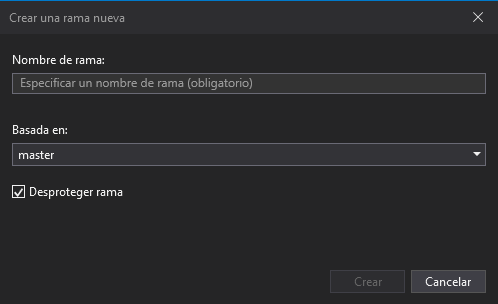 Crear una rama nueva
Nombre de rama:
Especificar un nombre de rama (obligatorio)
Basada en:
master
Desproteger rama
Crear
Cancelar